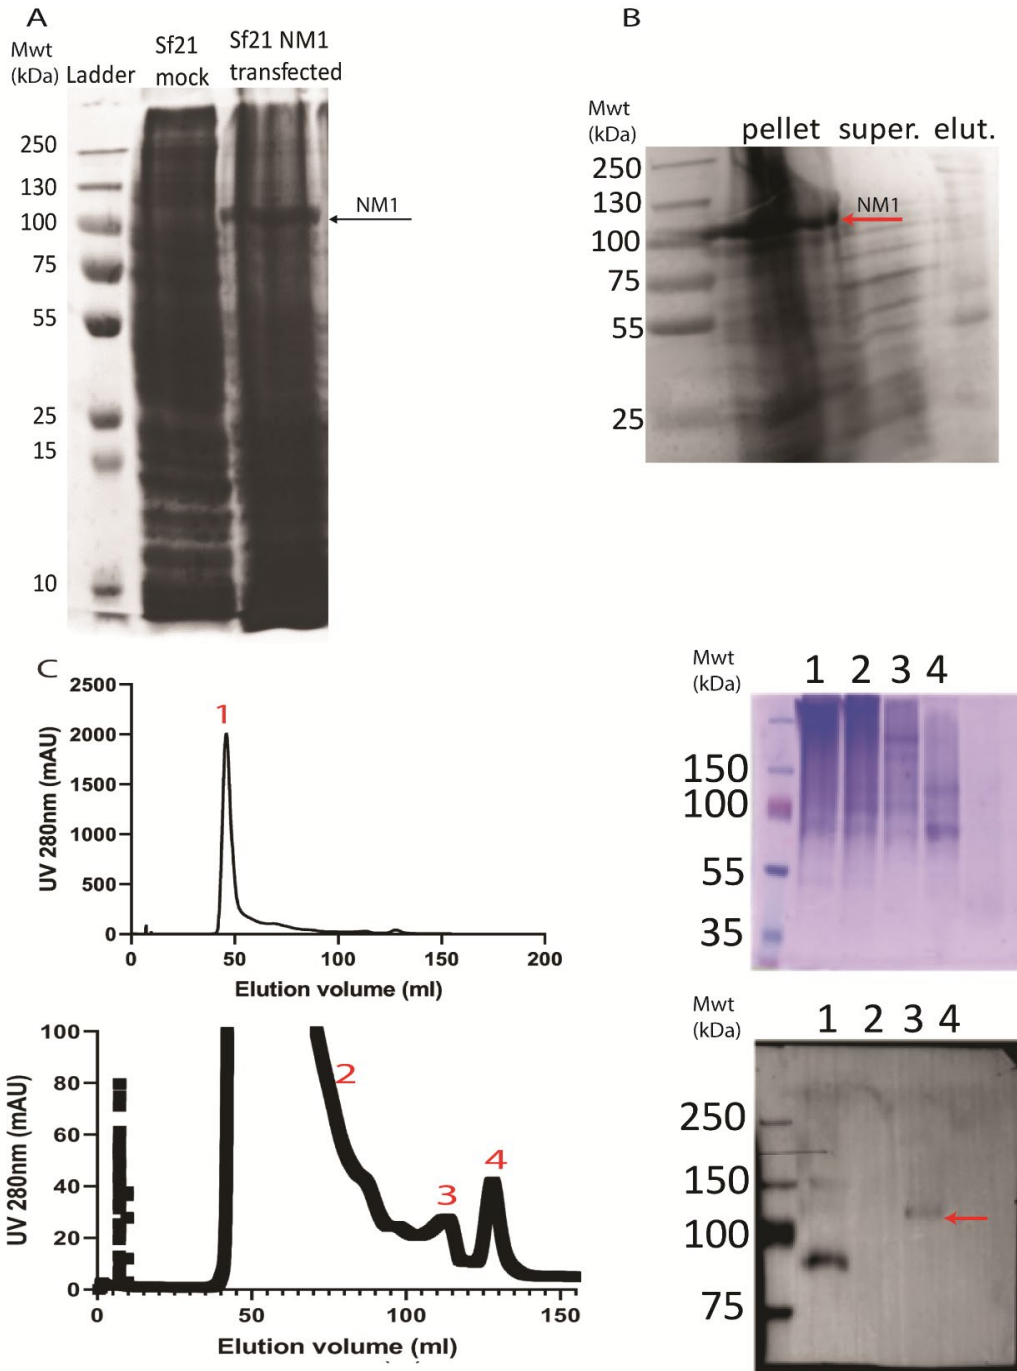 A
Mwt
(kDa)
Ladder
Sf21
mock
Sf21 NM1
transfected
250
130
100
75
55
25
15
10
NM1
B
Mwt
(kDa)
pellet super. elut.
250
130
100
75
55
25
NM1
C
UV 280nm (mAU)
2500
2000
1500
1000
500
0
1
0 50 100 150 200
Elution volume (ml)
Mwt
(kDa)
1 2 3 4
150
100
55
35
UV 280nm (mAU)
100
80
60
40
20
0
2
3
4
0 50 100 150
Elution volume (ml)
Mwt
(kDa)
1 2 3 4
250
150
100
75